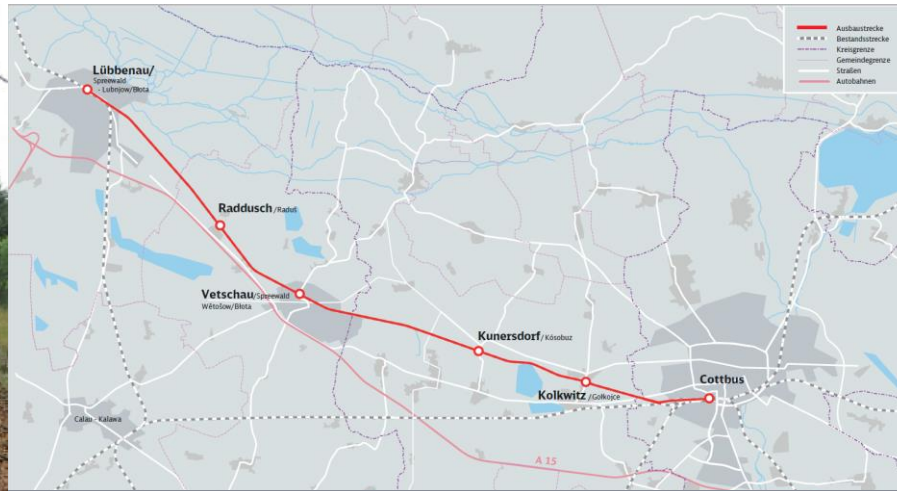 Ausbaustrecke
Bestandsstrecke
Kreisgrenze
Gemeindegrenze
Straßen
Autobahnen
Lübbenau/
Spreewald
- Lubnjow/Błota
Raddusch /Raduš
Vetschau/Spreewald
Wětošow/Błota
Kunersdorf /Kósobuz
Kolkwitz /Gołkojce
Cottbus
Calau - Kalawa
A 15